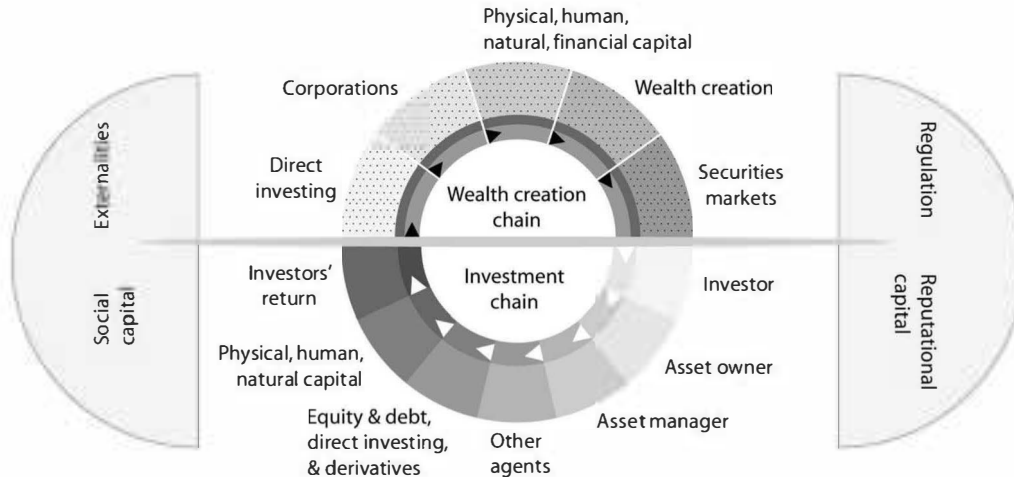 Physical, human,
natural, financial capital
Corporations
Wealth creation
Direct
investing
Securities
markets
Wealth creation
chain
Externalities
Social
capital
Regulation
Reputational
capital
Investment
chain
Investors’
return
Investor
Physical, human,
natural capital
Asset owner
Equity & debt,
direct investing,
& derivatives
Other
agents
Asset manager